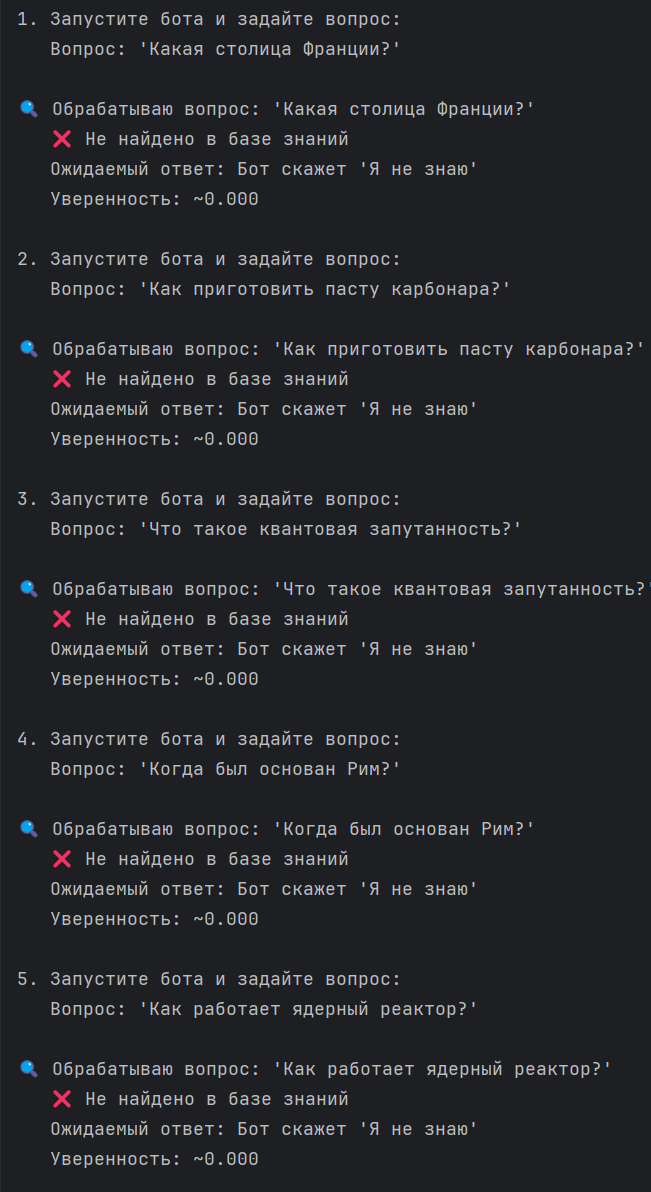 1. Запустите бота и задайте вопрос:
Вопрос: 'Какая столица Франции?'
🔍 Обрабатываю вопрос: 'Какая столица Франции?'
❌ Не найдено в базе знаний
Ожидаемый ответ: Бот скажет 'Я не знаю'
Уверенность: ~0.000
2. Запустите бота и задайте вопрос:
Вопрос: 'Как приготовить пасту карбонара?'
🔍 Обрабатываю вопрос: 'Как приготовить пасту карбонара?'
❌ Не найдено в базе знаний
Ожидаемый ответ: Бот скажет 'Я не знаю'
Уверенность: ~0.000
3. Запустите бота и задайте вопрос:
Вопрос: 'Что такое квантовая запутанность?'
🔍 Обрабатываю вопрос: 'Что такое квантовая запутанность?'
❌ Не найдено в базе знаний
Ожидаемый ответ: Бот скажет 'Я не знаю'
Уверенность: ~0.000
4. Запустите бота и задайте вопрос:
Вопрос: 'Когда был основан Рим?'
🔍 Обрабатываю вопрос: 'Когда был основан Рим?'
❌ Не найдено в базе знаний
Ожидаемый ответ: Бот скажет 'Я не знаю'
Уверенность: ~0.000
5. Запустите бота и задайте вопрос:
Вопрос: 'Как работает ядерный реактор?'
🔍 Обрабатываю вопрос: 'Как работает ядерный реактор?'
❌ Не найдено в базе знаний
Ожидаемый ответ: Бот скажет 'Я не знаю'
Уверенность: ~0.000